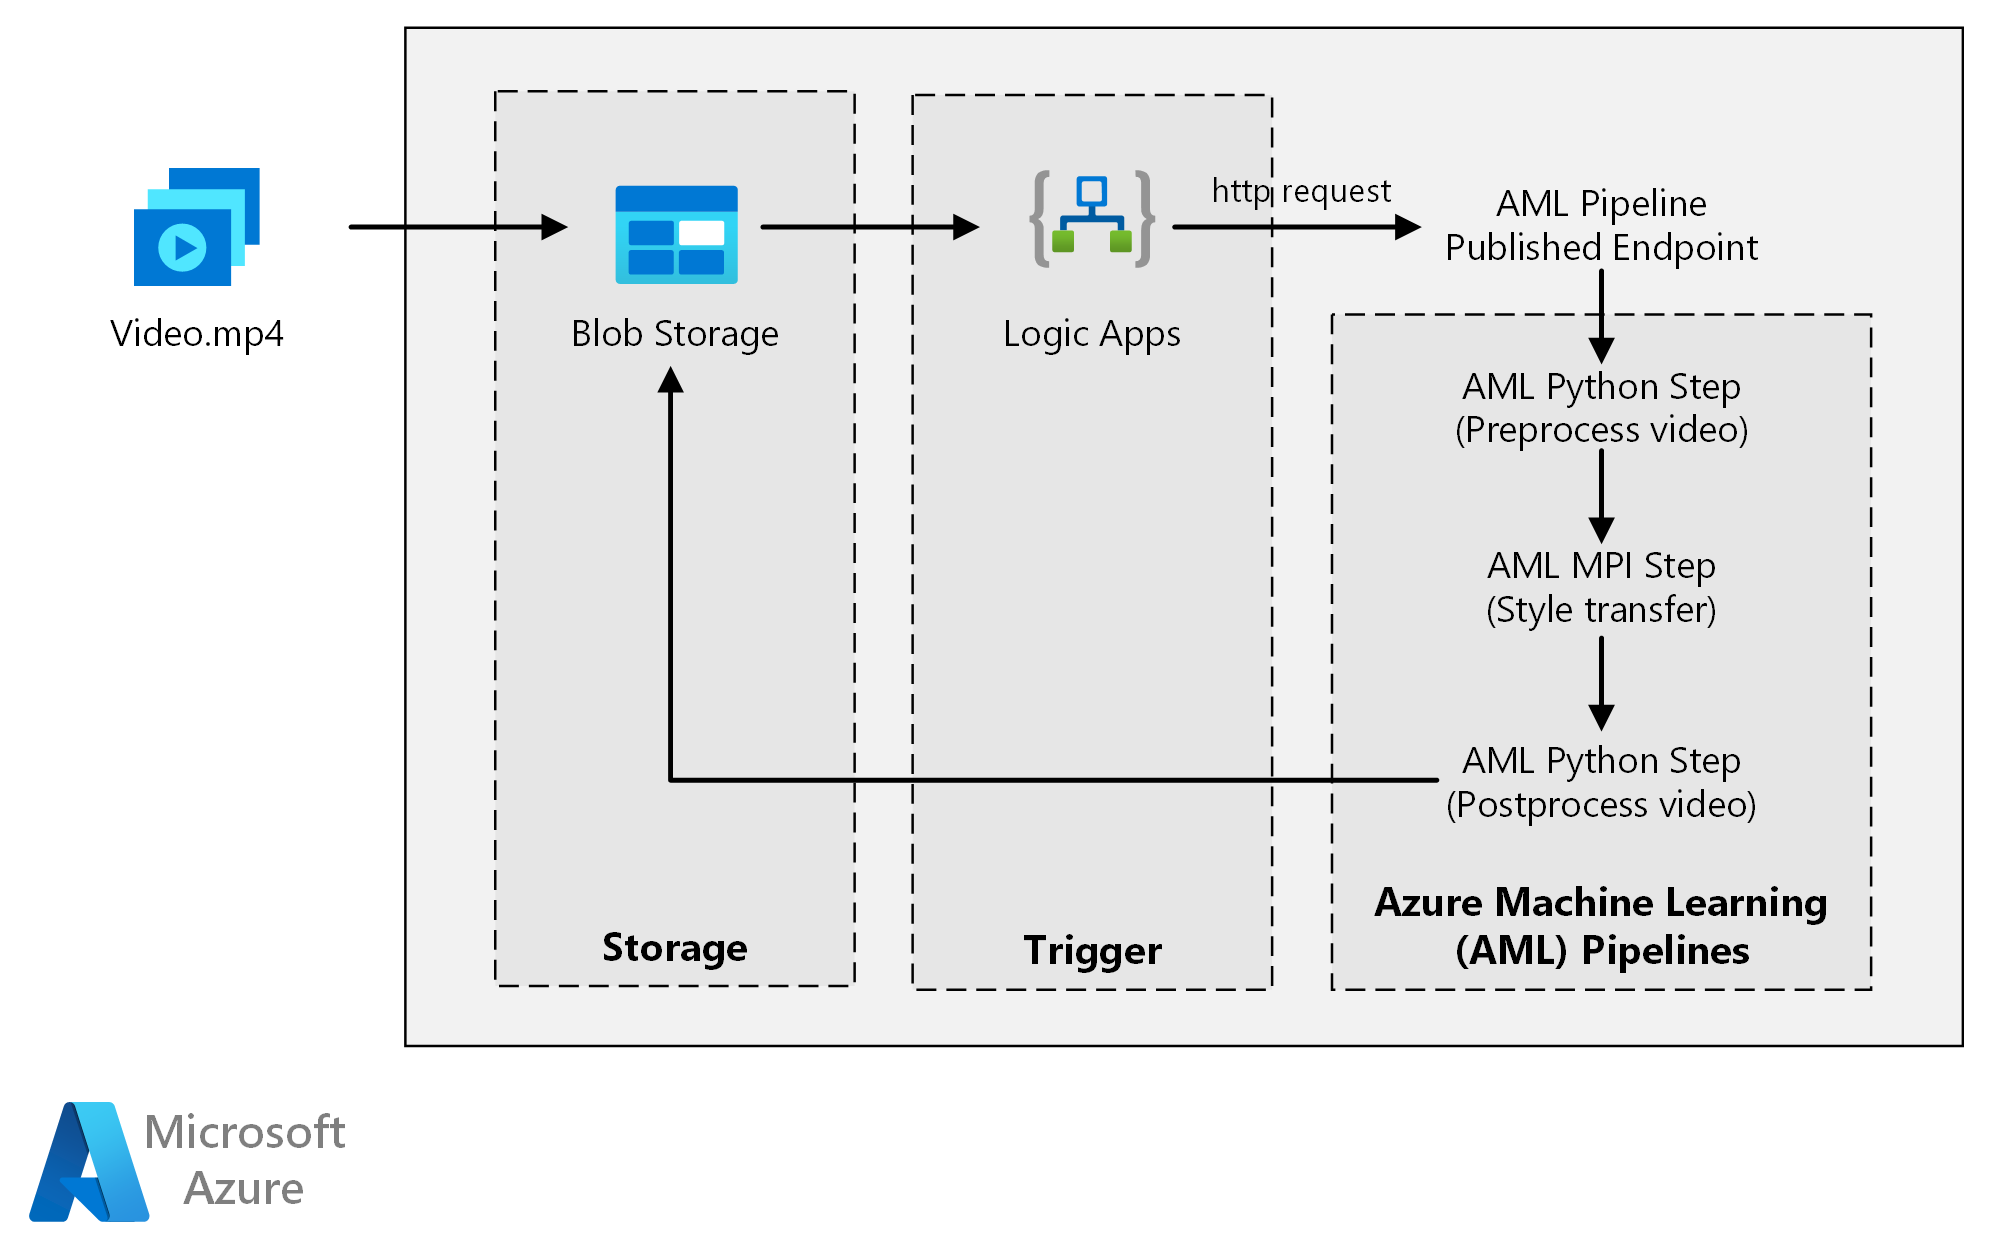 Video.mp4
Blob Storage
Logic Apps
http request
AML Pipeline
Published Endpoint
AML Python Step
(Preprocess video)
AML MPI Step
(Style transfer)
AML Python Step
(Postprocess video)
Storage
Trigger
Azure Machine Learning
(AML) Pipelines
Microsoft
Azure